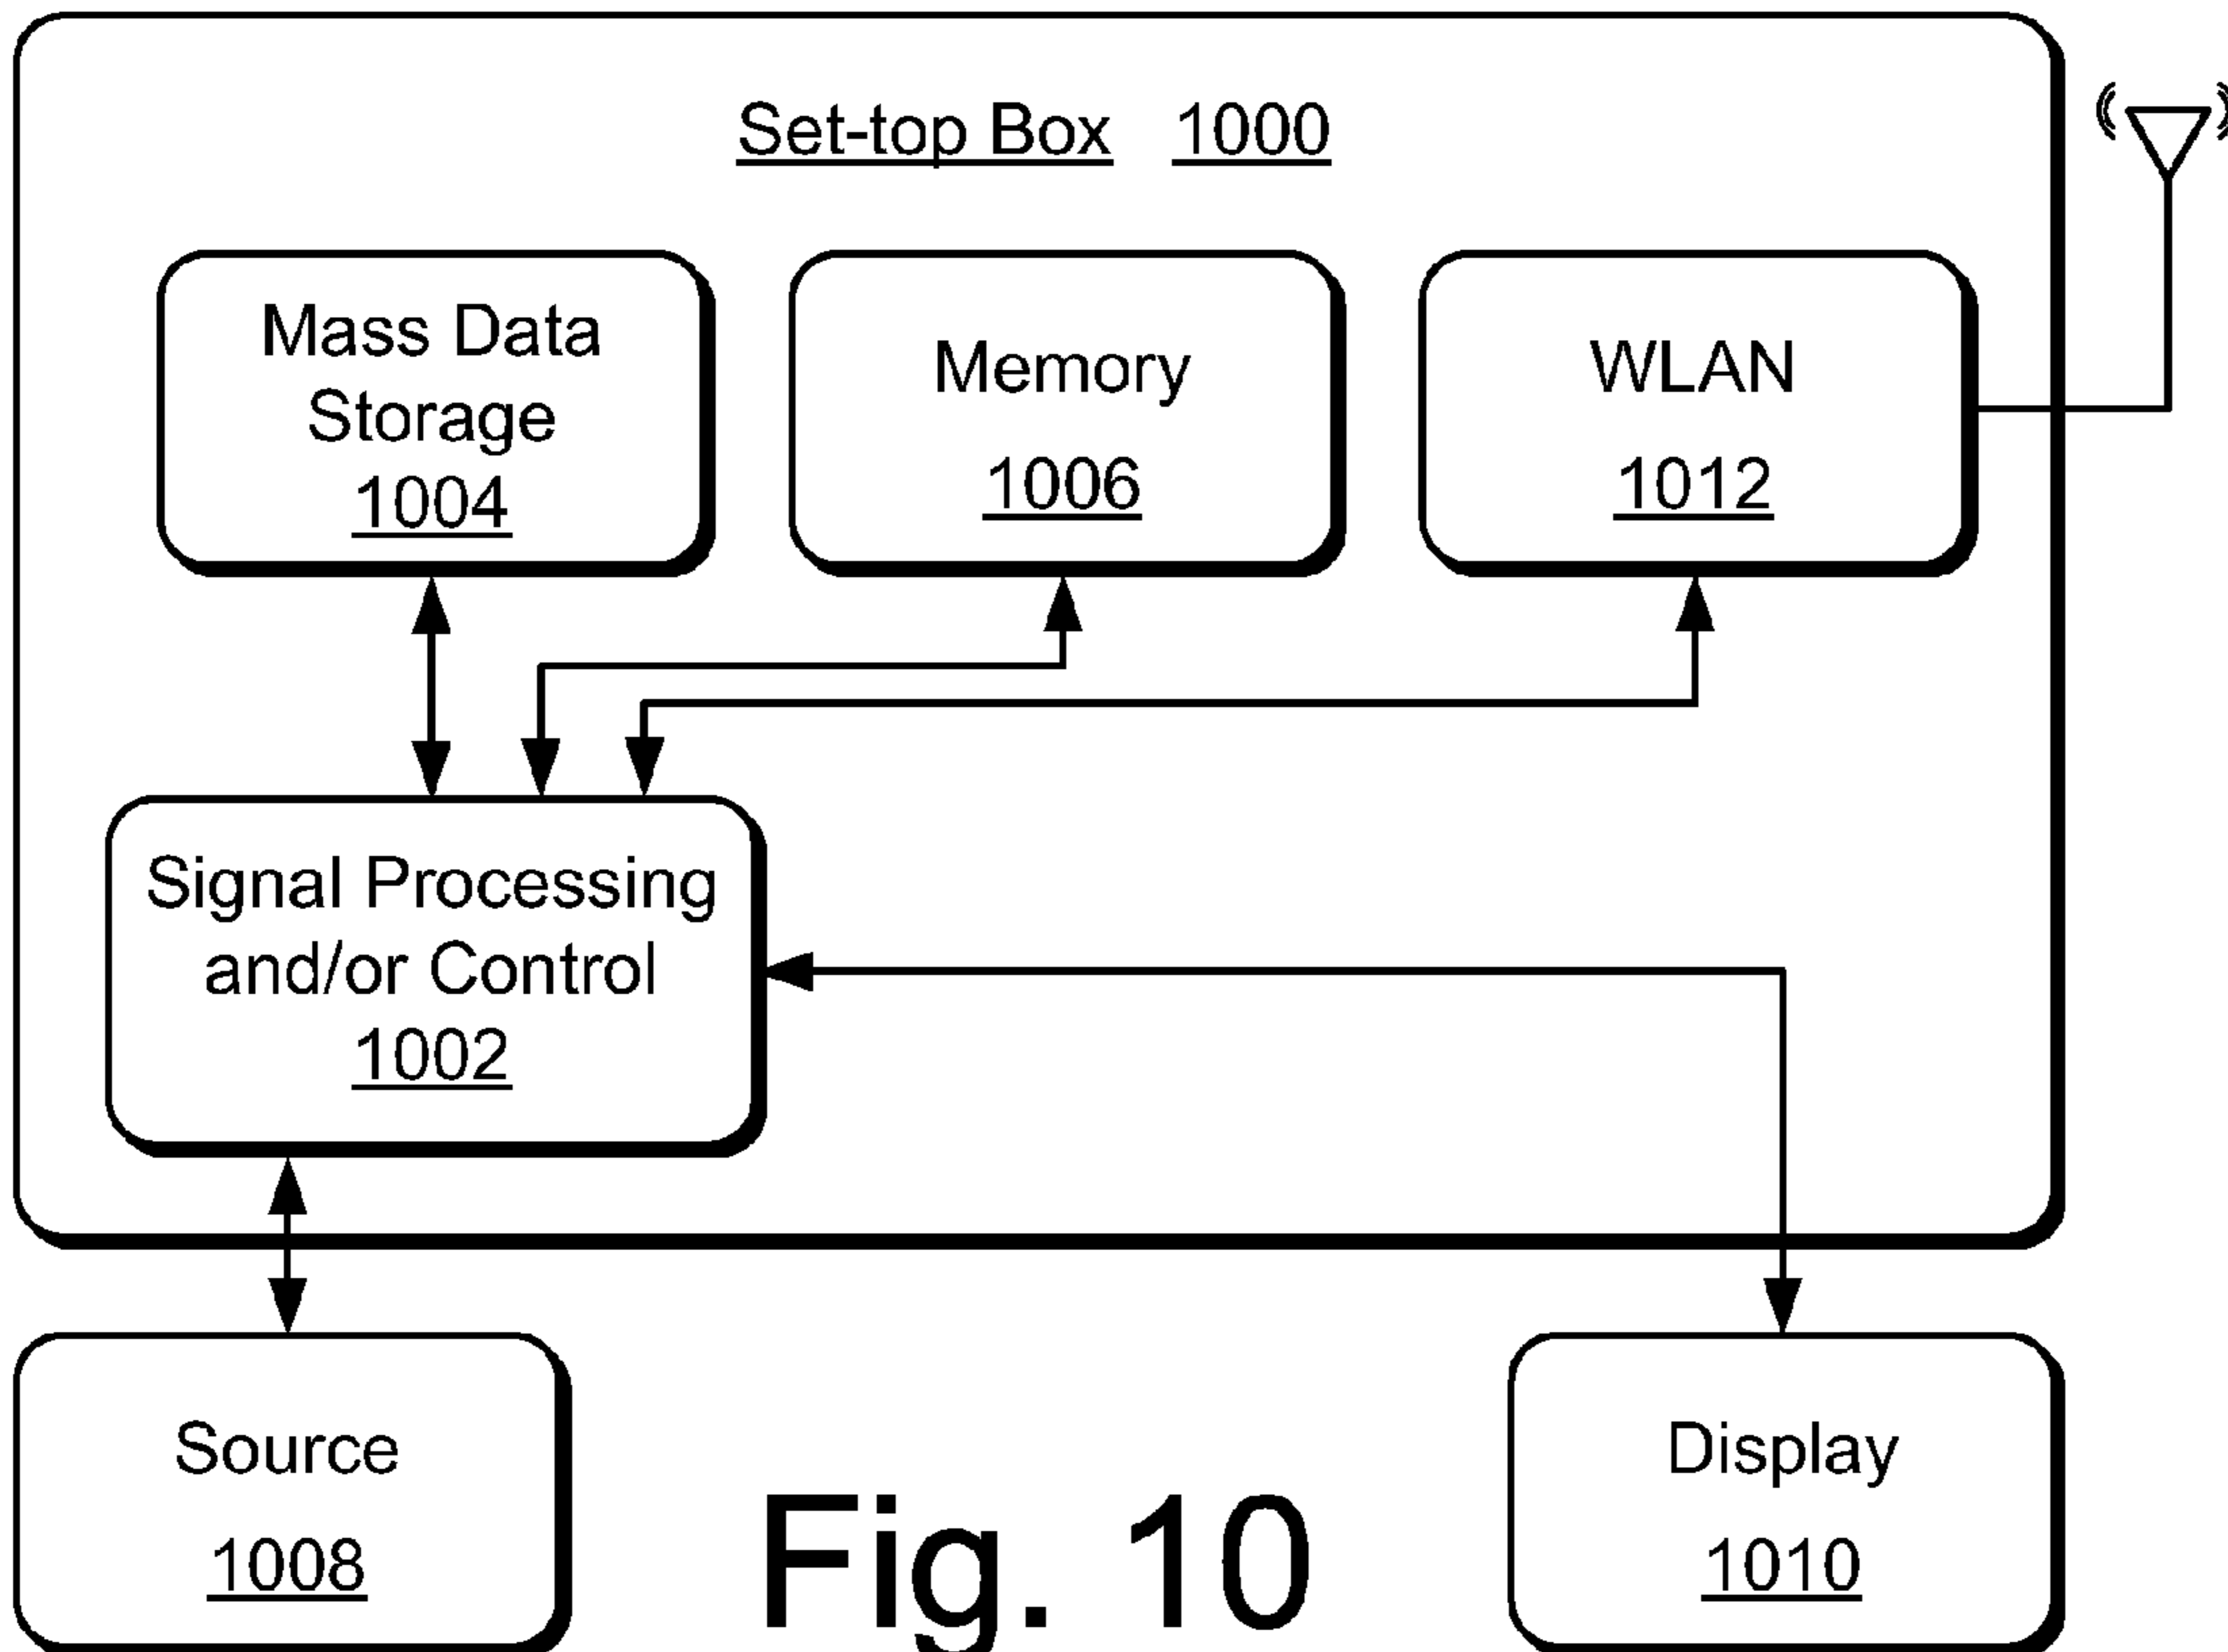 Set-top Box 1000
Mass Data
Storage
1004
Memory
1006
WLAN
1012
Signal Processing
and/or Control
1002
Source
1008
Display
1010
Fig. 10